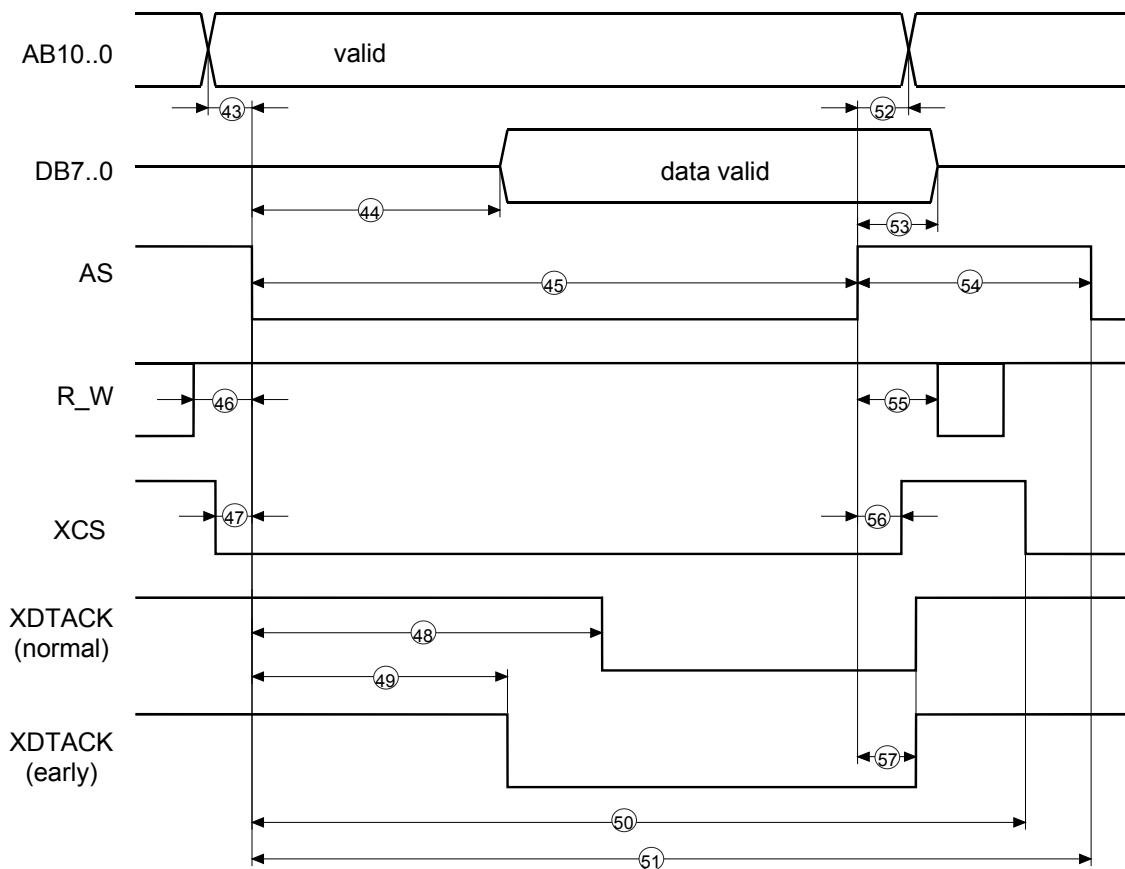 AB10..0
valid
43
52
DB7..0
data valid
44
53
AS
45
54
R_W
46
55
XCS
47
56
XDTACK
(normal)
48
49
XDTACK
(early)
57
50
51